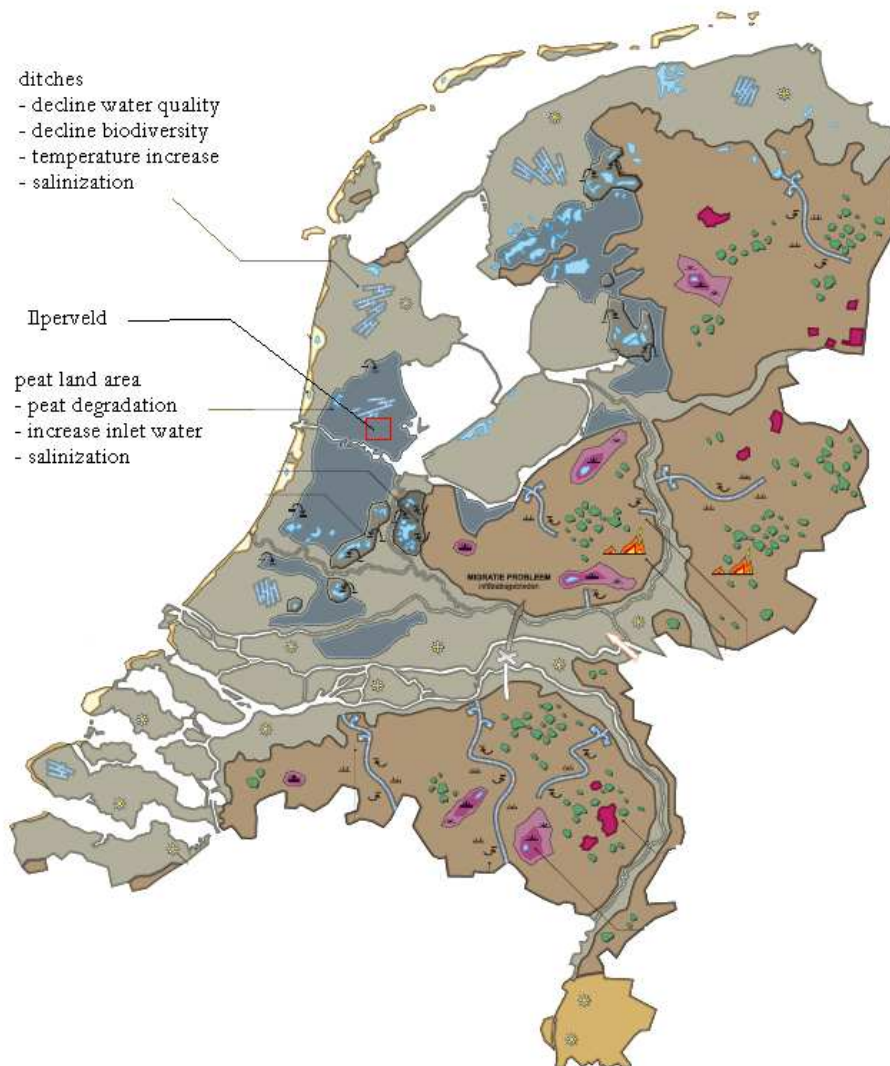 ditches
- decline water quality
- decline biodiversity
- temperature increase
- salinization
Ilperveld
peat land area
- peat degradation
- increase inlet water
- salinization
MIGRATIE PROBLEEM
infiltratiegebieden